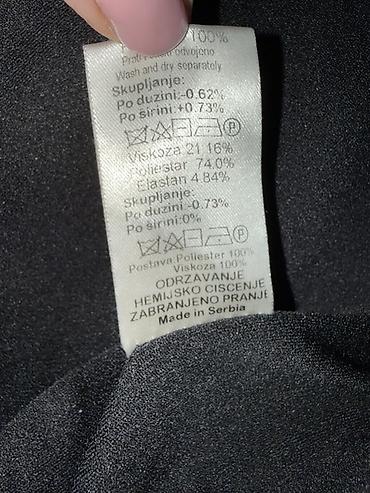 100%
Prati i susiti odvojeno
Wash and dry separately
Skupljanje:
Po duzini:-0.62%
Po sirini:+0.73%
P
Viskoza 21.16%
Poliestar 74.0%
Elastan 4.84%
Skupljanje:
Po duzini:-0.73%
Po sirini:0%
P
Postava:Poliester 100%
Viskoza 100%
ODRZAVANJE
HEMIJSKO CISCENJE
ZABRANJENO PRANJE
Made in Serbia